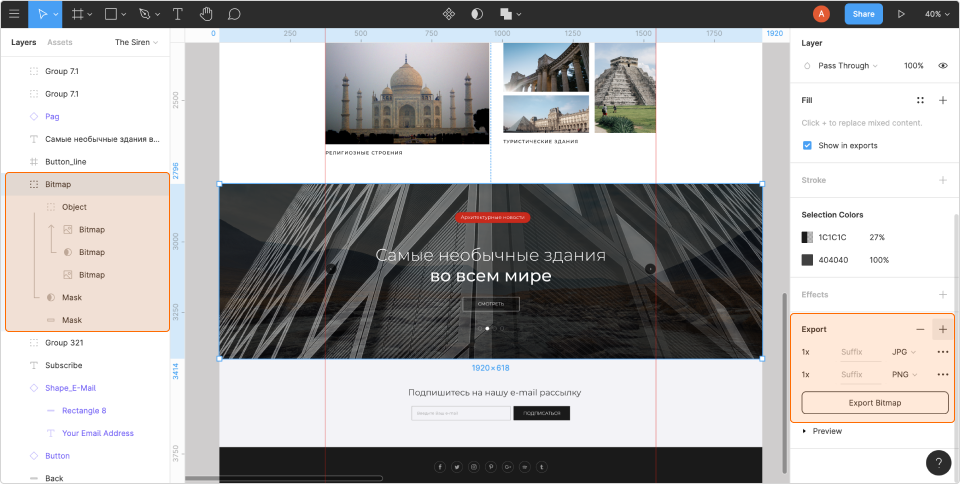 A
Share
40%
Layers
Assets
The Siren
Group 7.1
Group 7.1
Pag
Самые необычные здания в...
Button_line
Bitmap
Object
Bitmap
Bitmap
Bitmap
Mask
Mask
Group 321
Subscribe
Shape_E-Mail
Rectangle 8
Your Email Address
Button
Back
0
250
500
750
1000
1250
1500
1750
1920
2500
2796
3000
3250
3414
3750
РЕЛИГИОЗНЫЕ СТРОЕНИЯ
ТУРИСТИЧЕСКИЕ ЗДАНИЯ
Архитектурные новости
Самые необычные здания
во всем мире
СМОТРЕТЬ
1920×618
Подпишитесь на нашу e-mail рассылку
Введите Ваш e-mail
ПОДПИСАТЬСЯ
Layer
Pass Through
100%
Fill
Click + to replace mixed content.
Show in exports
Stroke
Selection Colors
1C1C1C
27%
404040
100%
Effects
Export
1x
Suffix
JPG
1x
Suffix
PNG
Export Bitmap
Preview
?